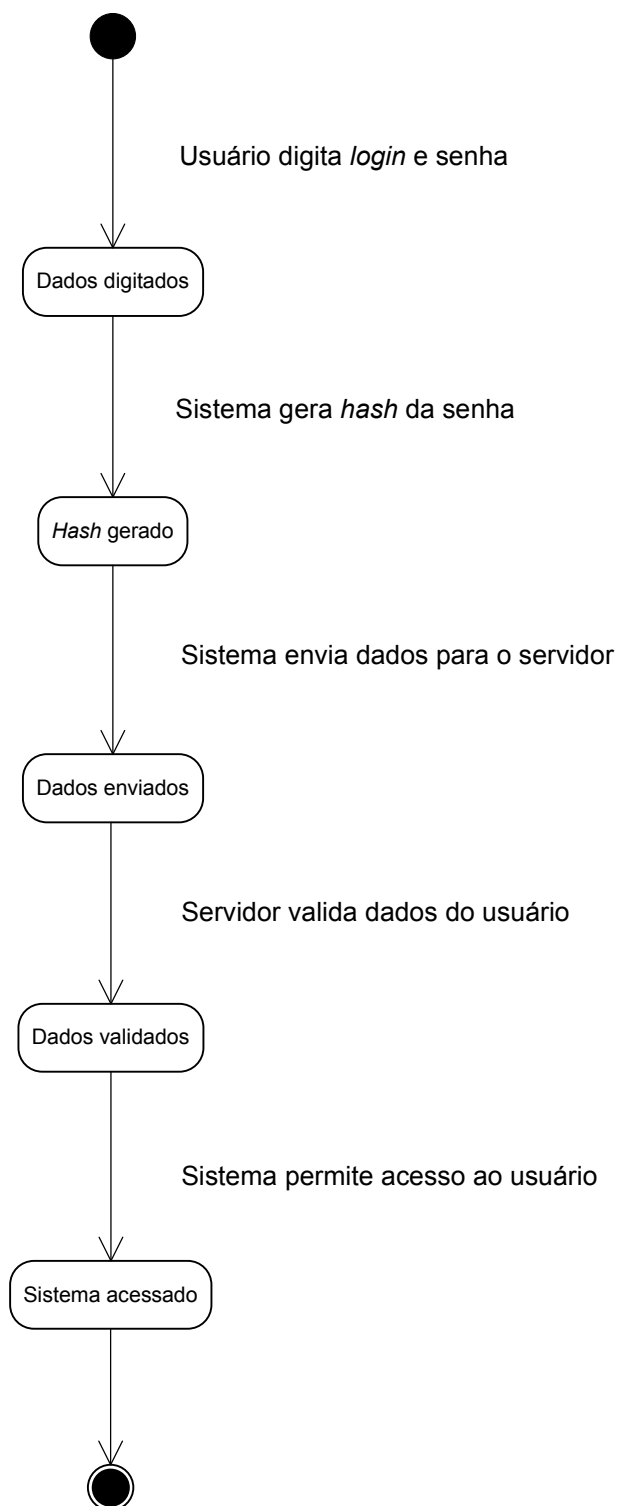 Usuário digita login e senha
Dados digitados
Sistema gera hash da senha
Hash gerado
Sistema envia dados para o servidor
Dados enviados
Servidor valida dados do usuário
Dados validados
Sistema permite acesso ao usuário
Sistema acessado